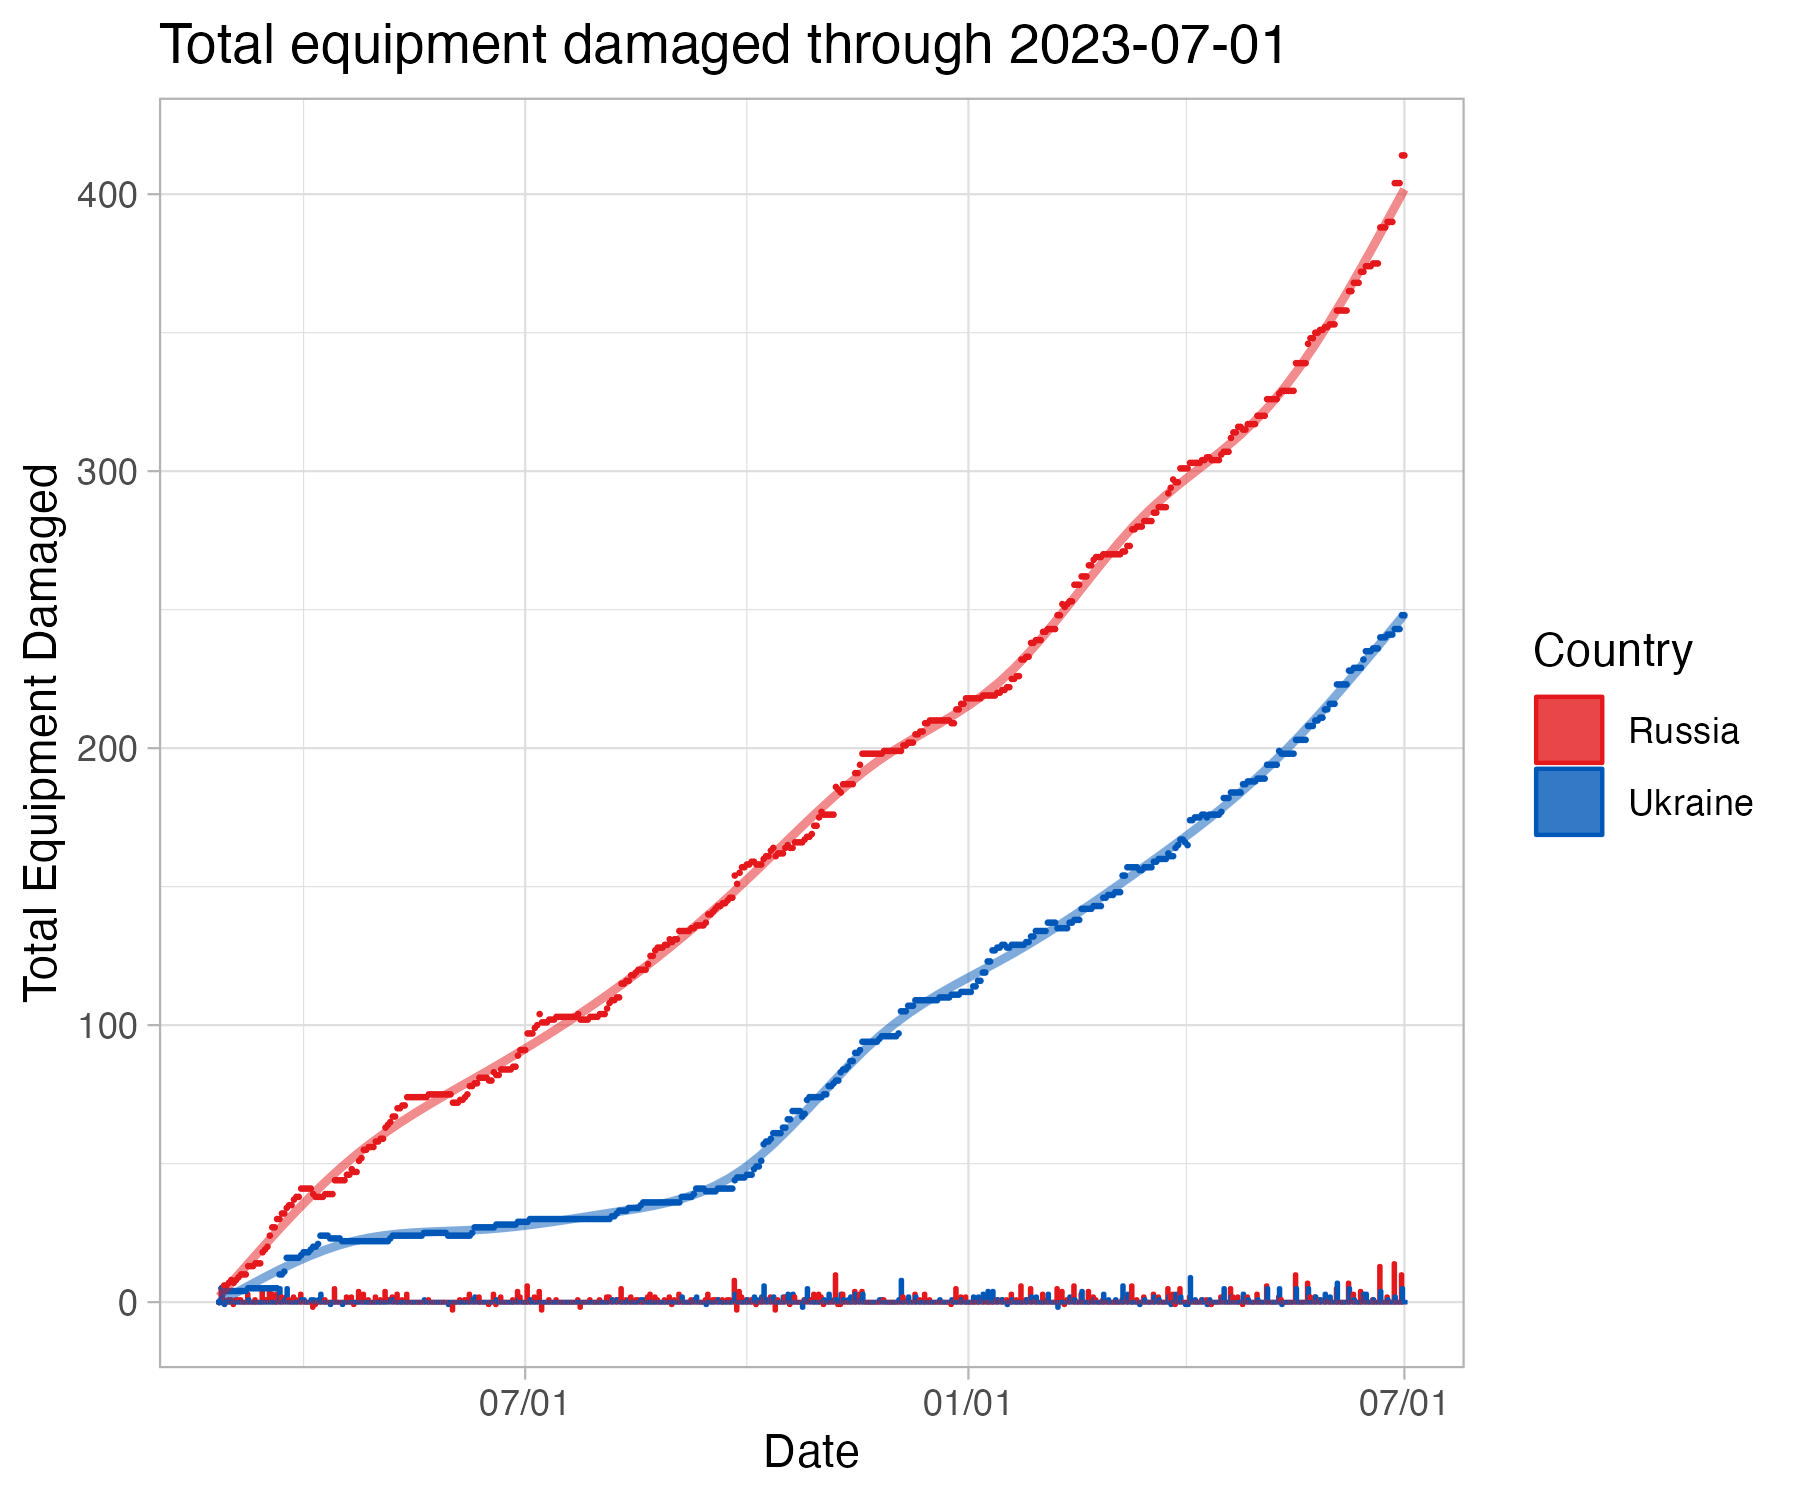 Total equipment damaged through 2023-07-01
Total Equipment Damaged
400
300
200
100
0
07/01
01/01
07/01
Date
Country
Russia
Ukraine